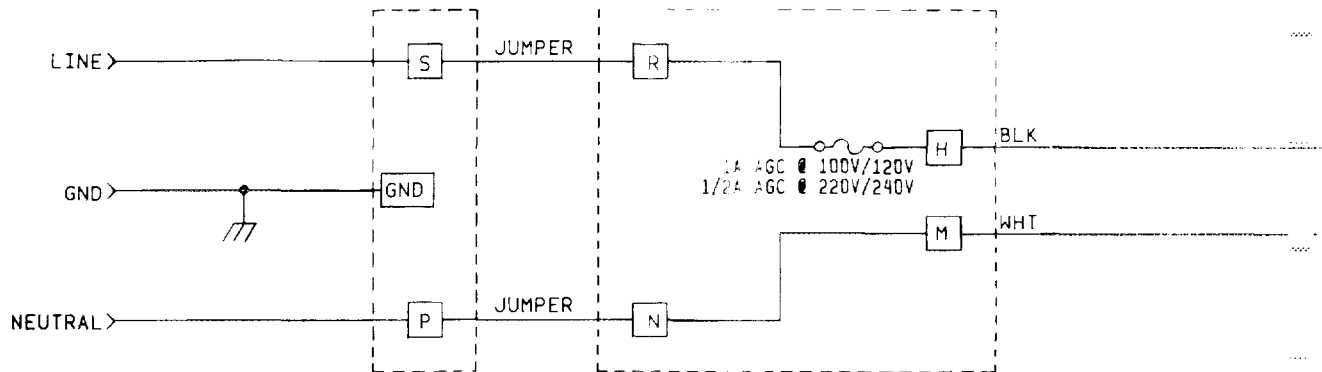 LINE
S
JUMPER
R
H
BLK
1A AGC @ 100V/120V
1/2A AGC @ 220V/240V
GND
GND
M
WHT
NEUTRAL
P
JUMPER
N